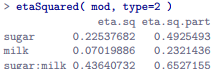 > etaSquared( mod, type=2 )
eta.sq eta.sq.part
sugar 0.22537682 0.4925493
milk 0.07019886 0.2321436
sugar:milk 0.43640732 0.6527155